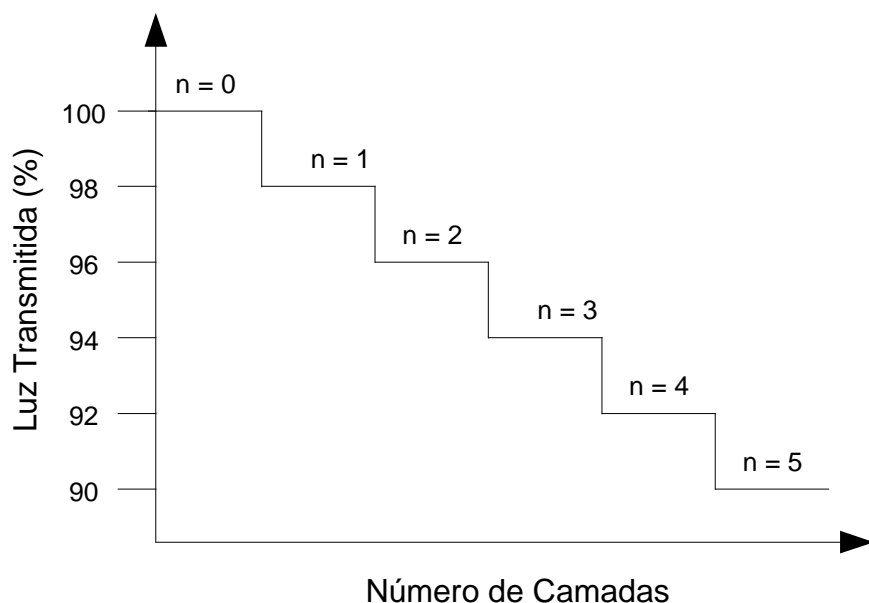 n = 0
100
n = 1
98
n = 2
96
n = 3
94
n = 4
92
n = 5
90
Luz Transmitida (%)
Número de Camadas